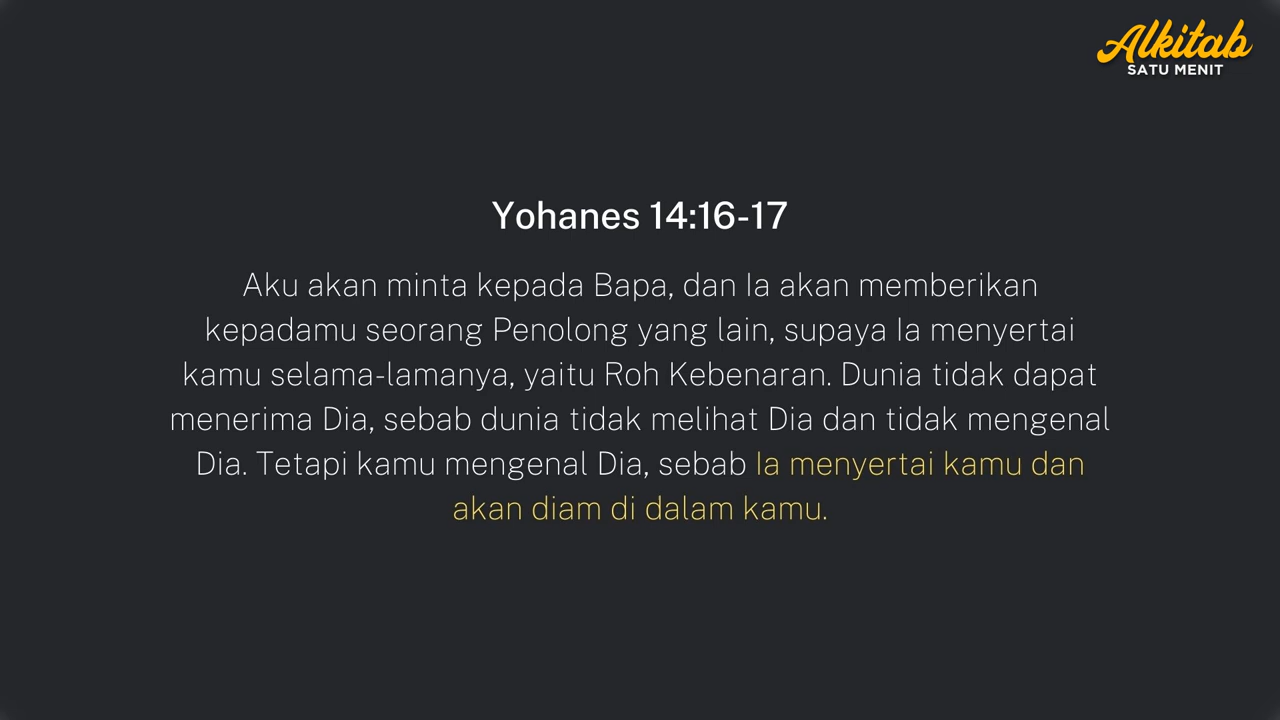 Alkitab
SATU MENIT
Yohanes 14:16-17
Aku akan minta kepada Bapa, dan Ia akan memberikan
kepadamu seorang Penolong yang lain, supaya Ia menyertai
kamu selama-lamanya, yaitu Roh Kebenaran. Dunia tidak dapat
menerima Dia, sebab dunia tidak melihat Dia dan tidak mengenal
Dia. Tetapi kamu mengenal Dia, sebab Ia menyertai kamu dan
akan diam di dalam kamu.